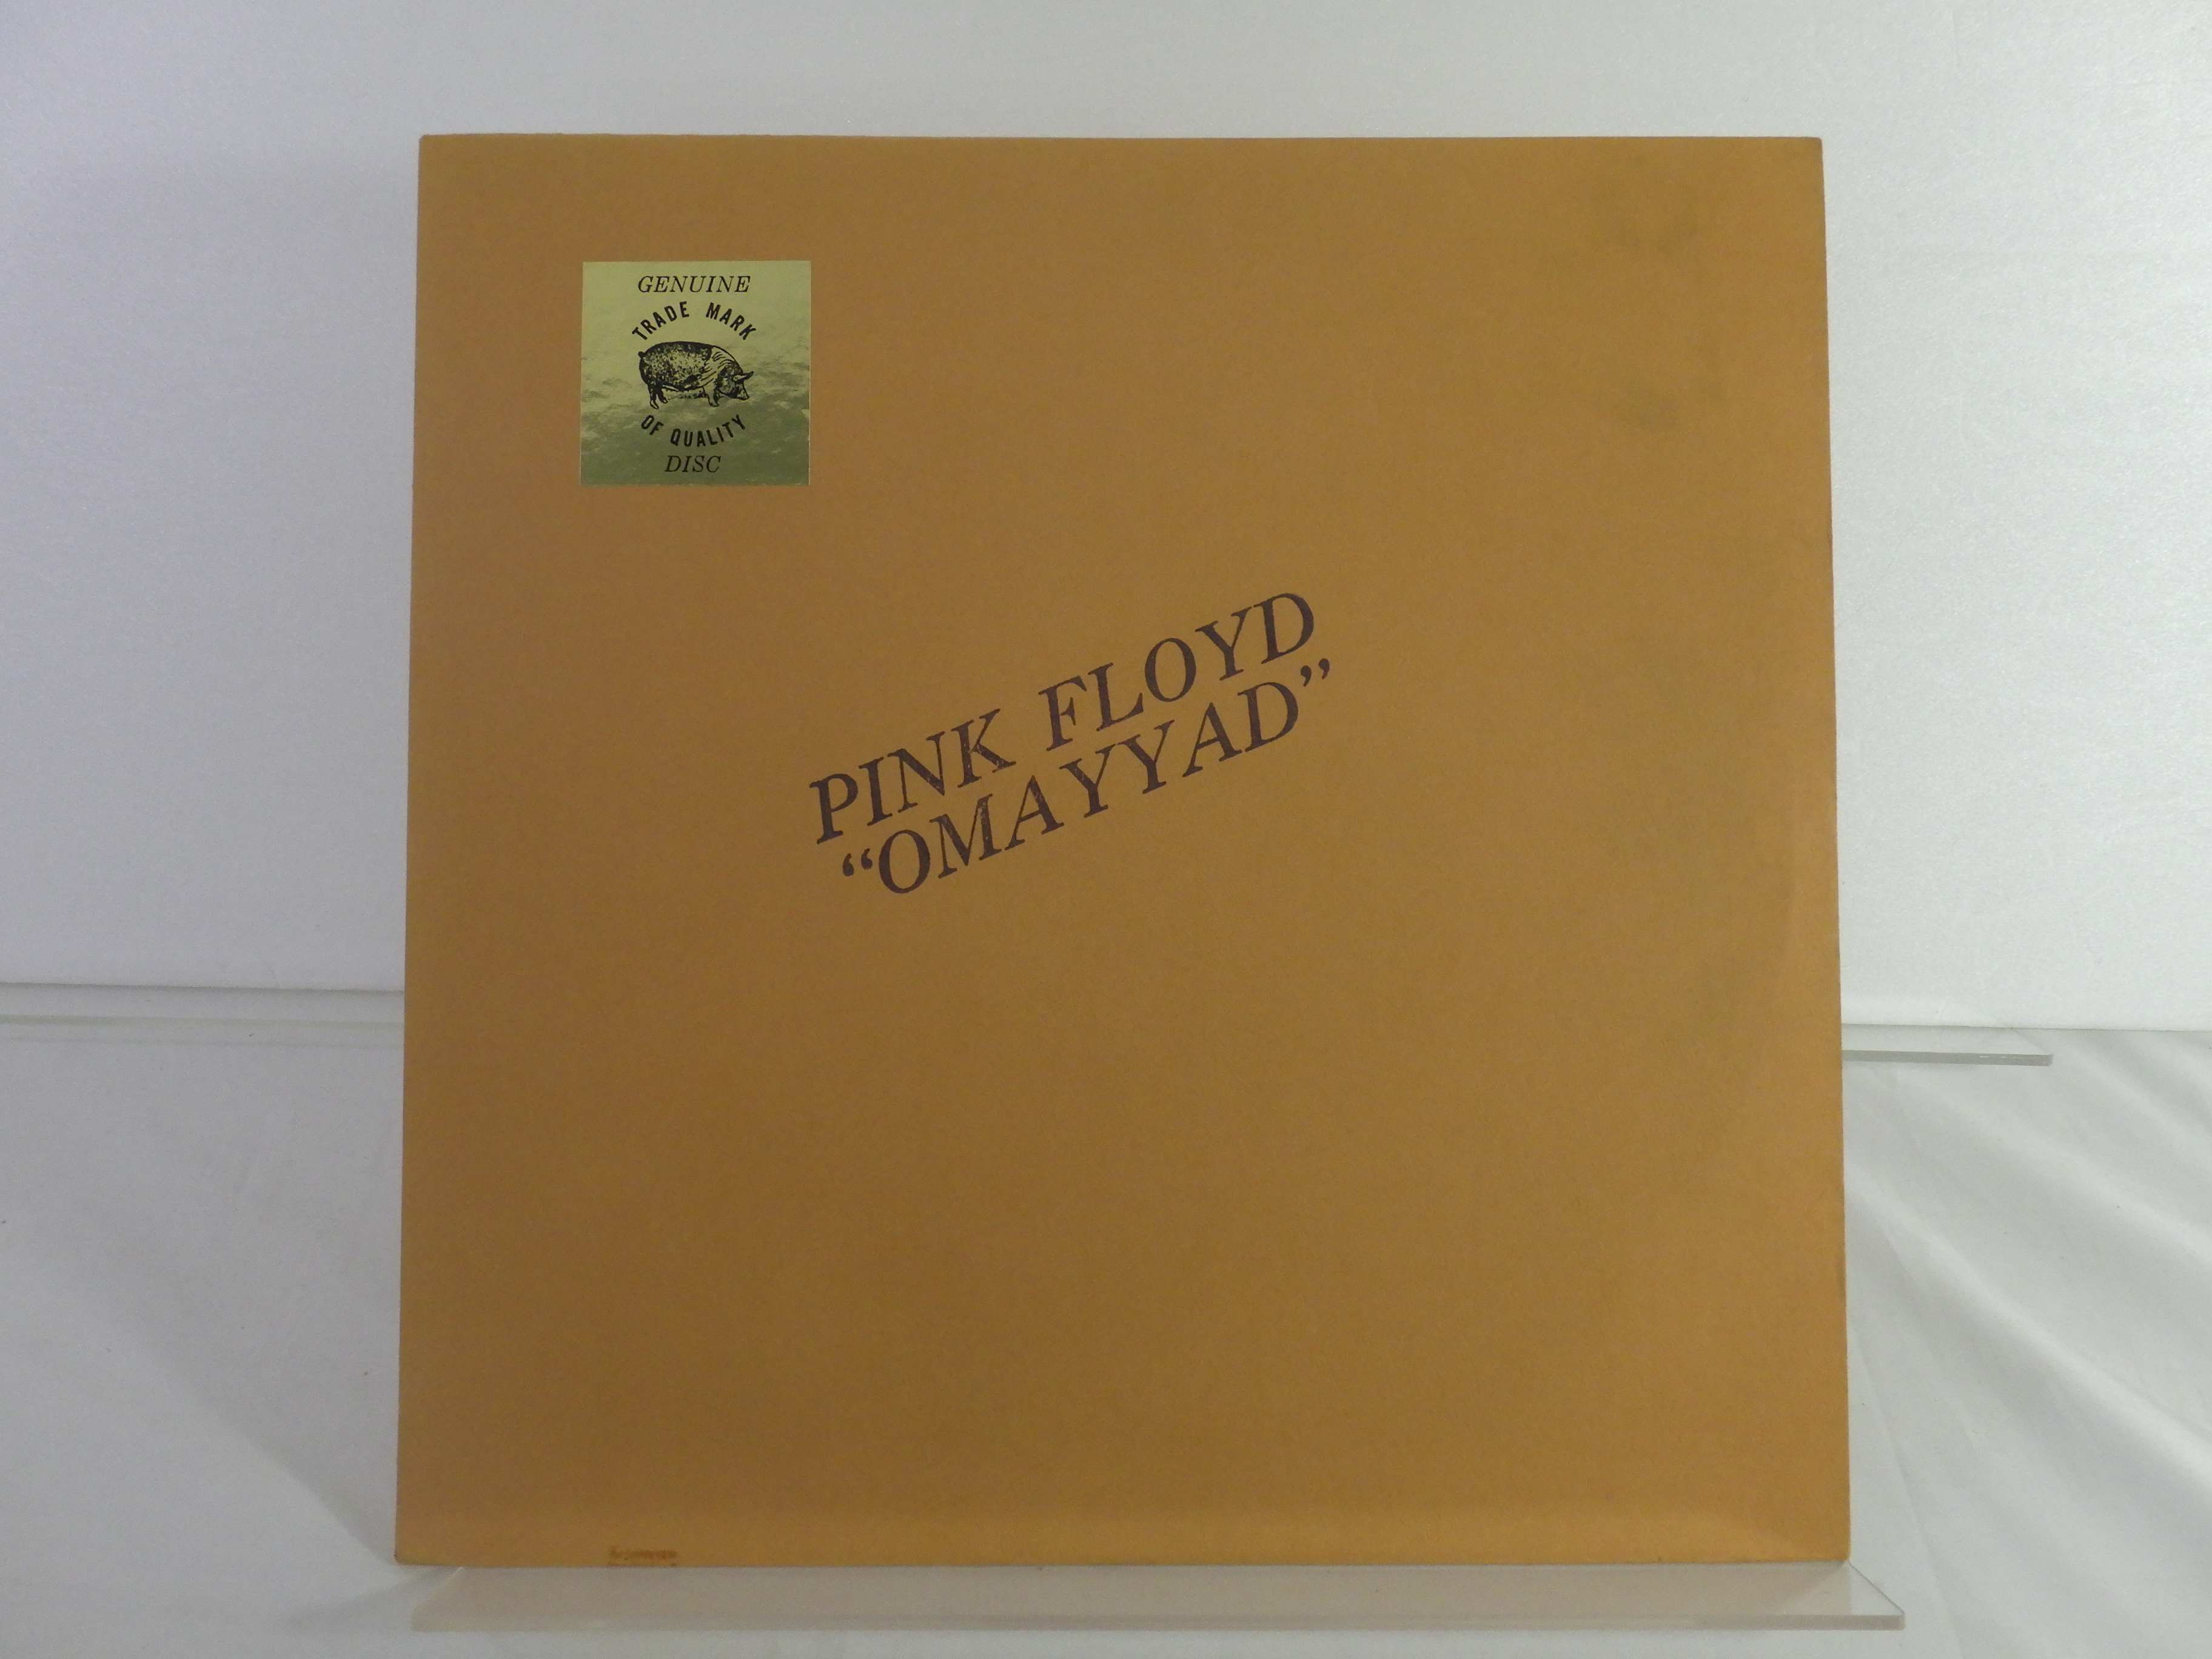 GENUINE
TRADE MARK
OF QUALITY
DISC
PINK FLOYD
“OMAYYAD”